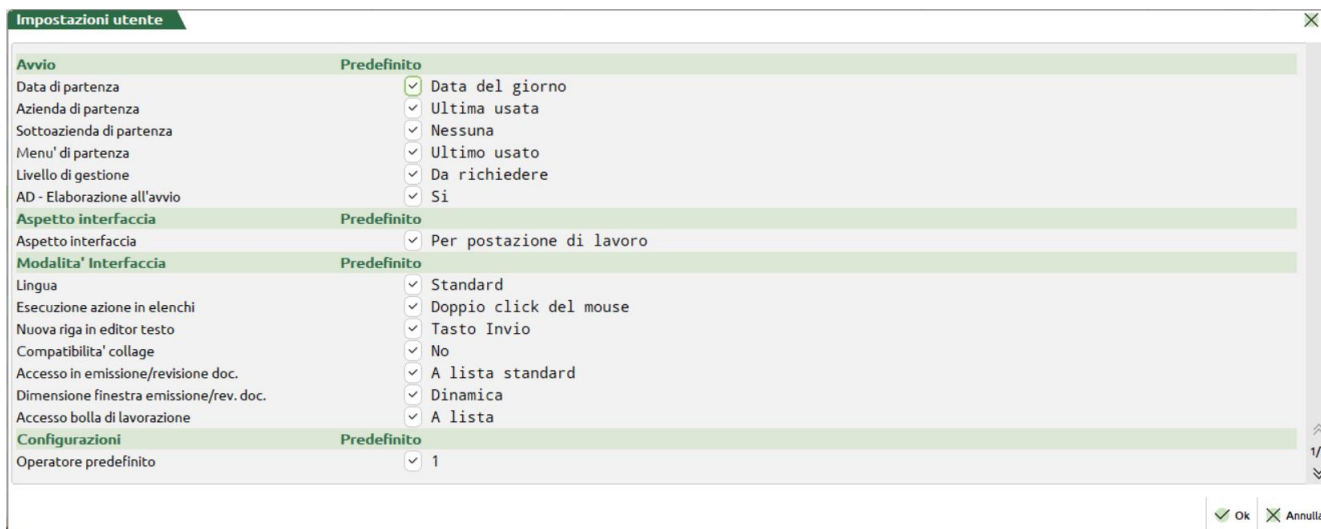 Impostazioni utente
Avvio Predefinito
Data di partenza Data del giorno
Azienda di partenza Ultima usata
Sottoazienda di partenza Nessuna
Menu' di partenza Ultimo usato
Livello di gestione Da richiedere
AD - Elaborazione all'avvio Si
Aspetto interfaccia Predefinito
Aspetto interfaccia Per postazione di lavoro
Modalita' Interfaccia Predefinito
Lingua Standard
Esecuzione azione in elenchi Doppio click del mouse
Nuova riga in editor testo Tasto Invio
Compatibilita' collage No
Accesso in emissione/revisione doc. A lista standard
Dimensione finestra emissione/rev. doc. Dinamica
Accesso bolla di lavorazione A lista
Configurazioni Predefinito
Operatore predefinito 1
1/
Ok Annulla